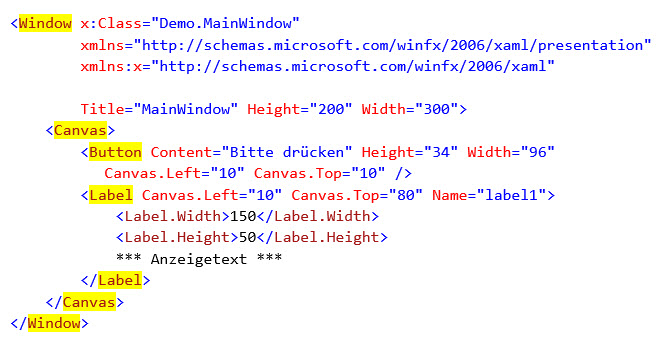 <Window x:Class="Demo.MainWindow"
xmlns="http://schemas.microsoft.com/winfx/2006/xaml/presentation"
xmlns:x="http://schemas.microsoft.com/winfx/2006/xaml"
Title="MainWindow" Height="200" Width="300">
<Canvas>
<Button Content="Bitte drücken" Height="34" Width="96"
Canvas.Left="10" Canvas.Top="10" />
<Label Canvas.Left="10" Canvas.Top="80" Name="label1">
<Label.Width>150</Label.Width>
<Label.Height>50</Label.Height>
*** Anzeigetext ***
</Label>
</Canvas>
</Window>